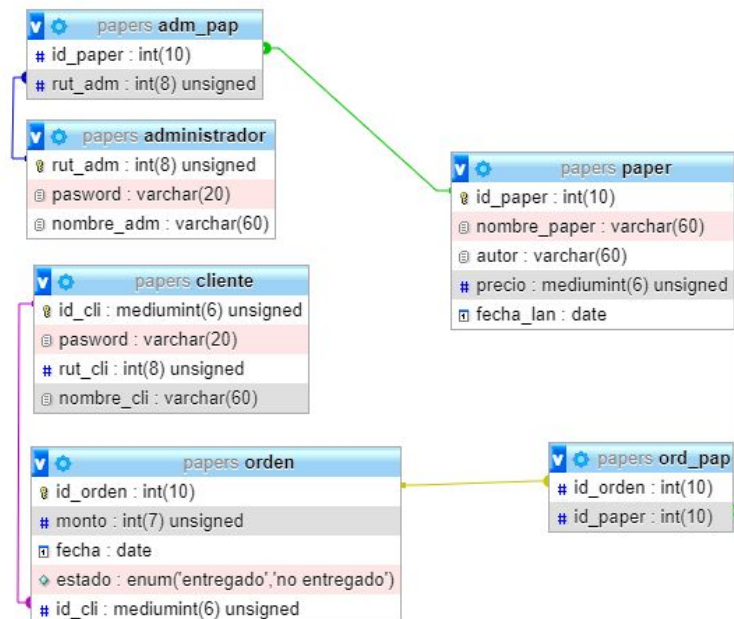 papers adm_pap
# id_paper : int(10)
# rut_adm : int(8) unsigned
papers administrador
rut_adm : int(8) unsigned
pasword : varchar(20)
nombre_adm : varchar(60)
papers paper
id_paper : int(10)
nombre_paper : varchar(60)
autor : varchar(60)
# precio : mediumint(6) unsigned
fecha_lan : date
papers cliente
id_cli : mediumint(6) unsigned
pasword : varchar(20)
# rut_cli : int(8) unsigned
nombre_cli : varchar(60)
papers orden
id_orden : int(10)
# monto : int(7) unsigned
fecha : date
estado : enum('entregado','no entregado')
# id_cli : mediumint(6) unsigned
papers ord_pap
# id_orden : int(10)
# id_paper : int(10)